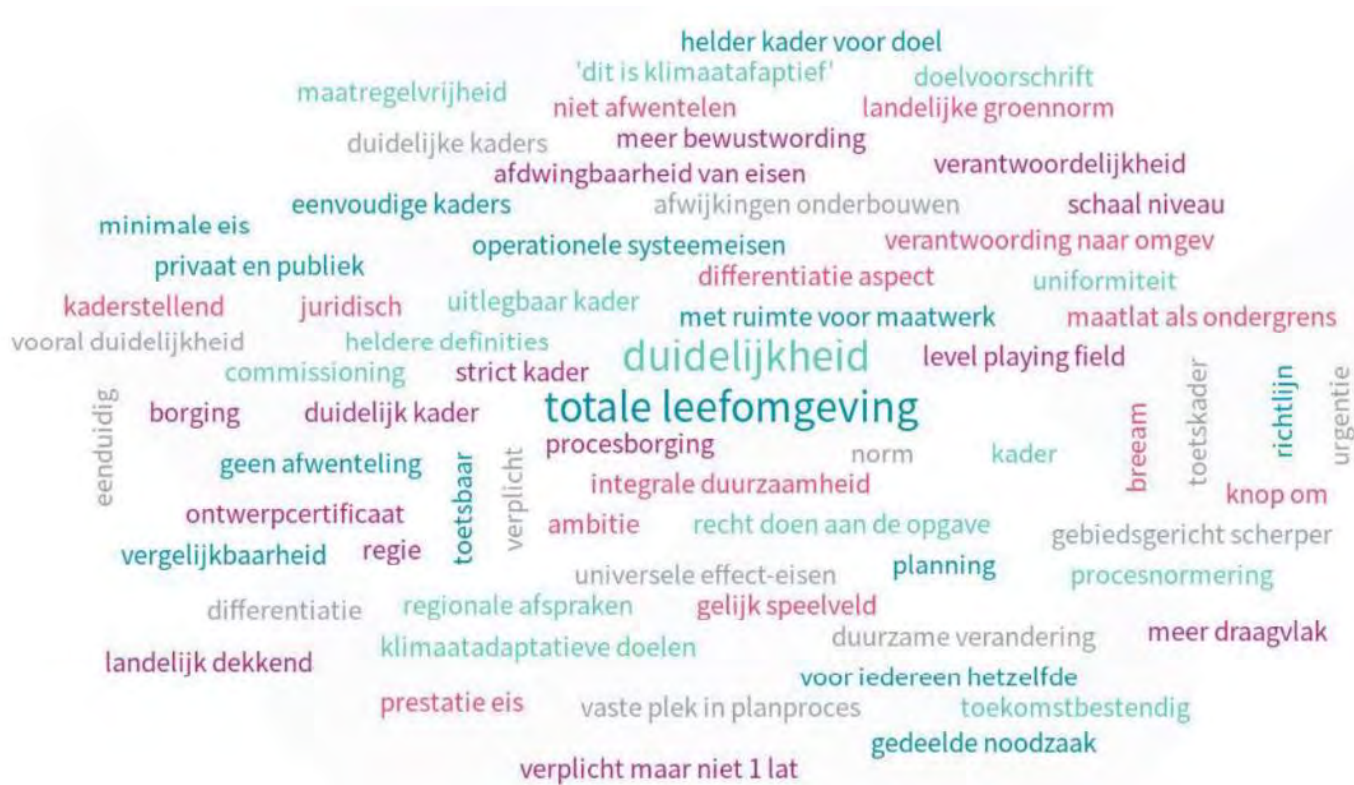 helder kader voor doel
'dit is klimaatafaptief'
doelvoorschrift
maatregelvrijheid
niet afwentelen
landelijke groennorm
duidelijke kaders
meer bewustwording
afdwingbaarheid van eisen
verantwoordelijkheid
eenvoudige kaders
afwijkingen onderbouwen
schaal niveau
minimale eis
operationele systeemeisen
verantwoording naar omgev
privaat en publiek
differentiatie aspect
uniformiteit
kaderstellend
juridisch
uitlegbaar kader
met ruimte voor maatwerk
maatlat als ondergrens
vooral duidelijkheid
heldere definities
duidelijkheid
level playing field
commissioning
strict kader
totale leefomgeving
eenduidig
borging
duidelijk kader
procesborging
norm
kader
breeam
toetskader
richtlijn
urgentie
geen afwenteling
toetsbaar
verplicht
integrale duurzaamheid
knop om
ontwerpcertificaat
ambitie
recht doen aan de opgave
gebiedsgericht scherper
vergelijkbaarheid
regie
universele effect-eisen
planning
procesnormering
differentiatie
regionale afspraken
gelijk speelveld
duurzame verandering
meer draagvlak
klimaatadaptatieve doelen
landelijk dekkend
voor iedereen hetzelfde
prestatie eis
vaste plek in planproces
toekomstbestendig
gedeelde noodzaak
verplicht maar niet 1 lat